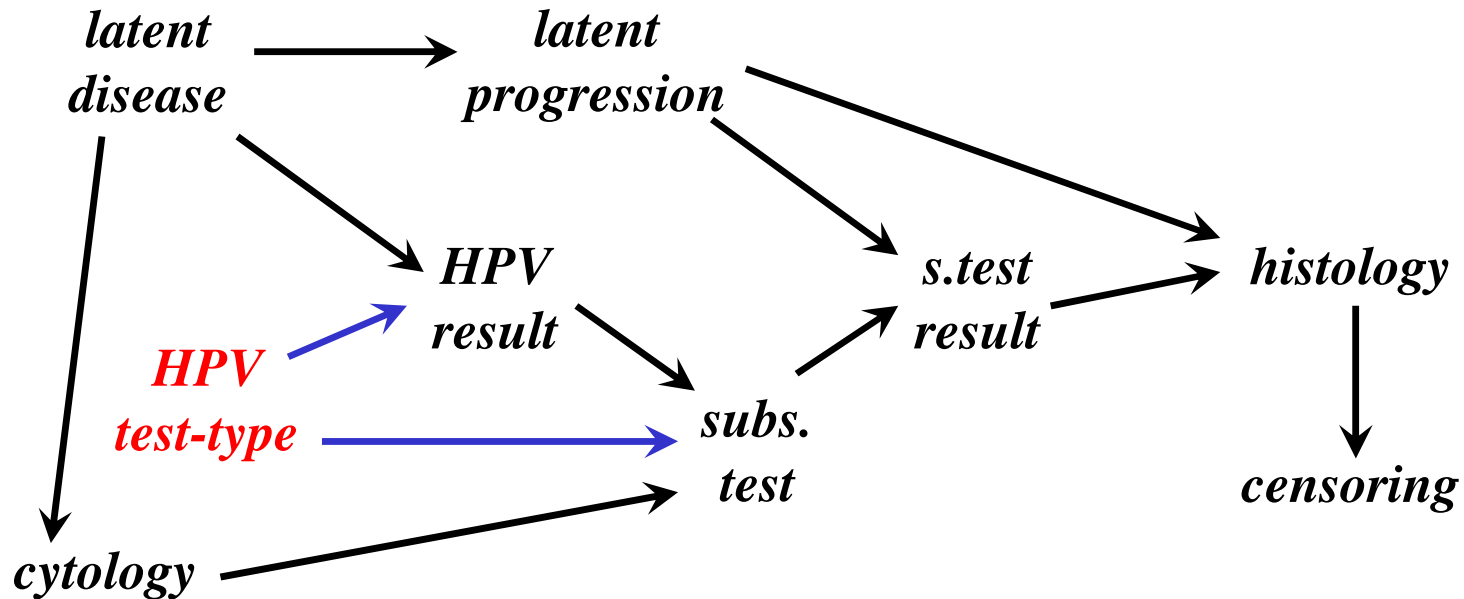 latent
disease
latent
progression
HPV
result
s.test
result
histology
HPV
test-type
subs.
test
censoring
cytology